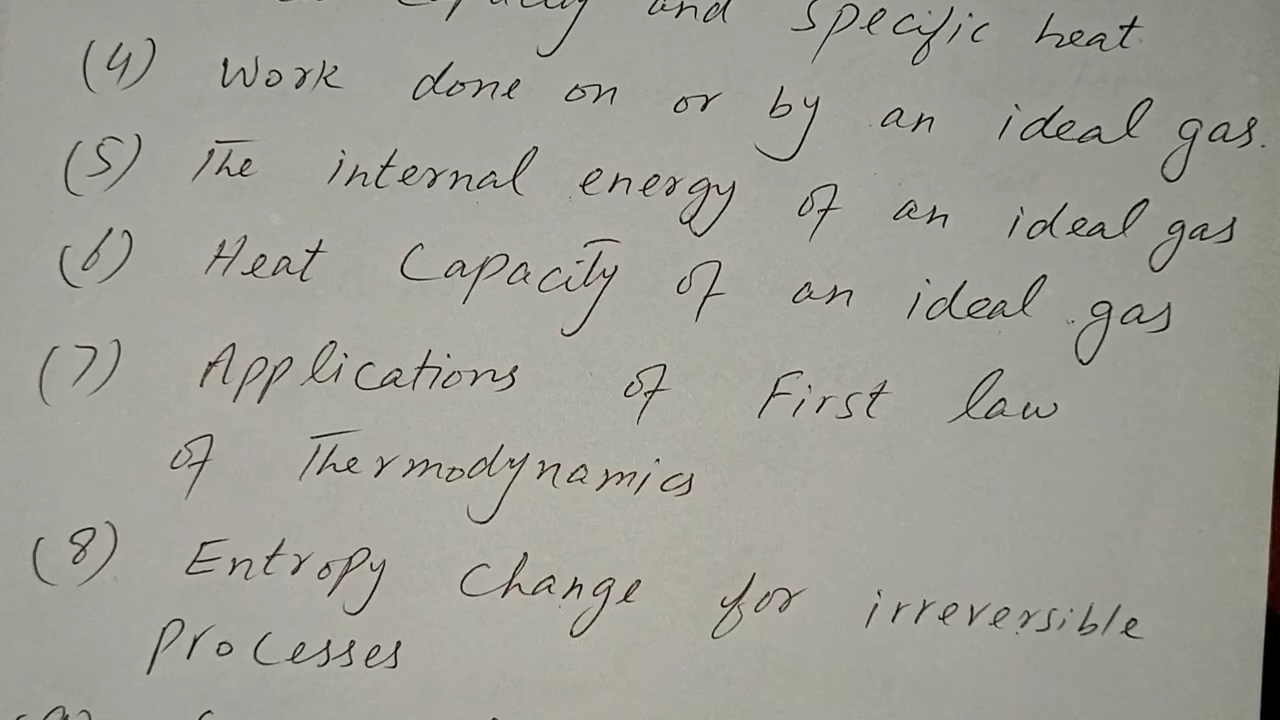 and specific heat
(4) Work done on or by an ideal gas.
(5) The internal energy of an ideal gas
(6) Heat Capacity of an ideal gas
(7) Applications of First law
of Thermodynamics
(8) Entropy Change for irreversible
Processes